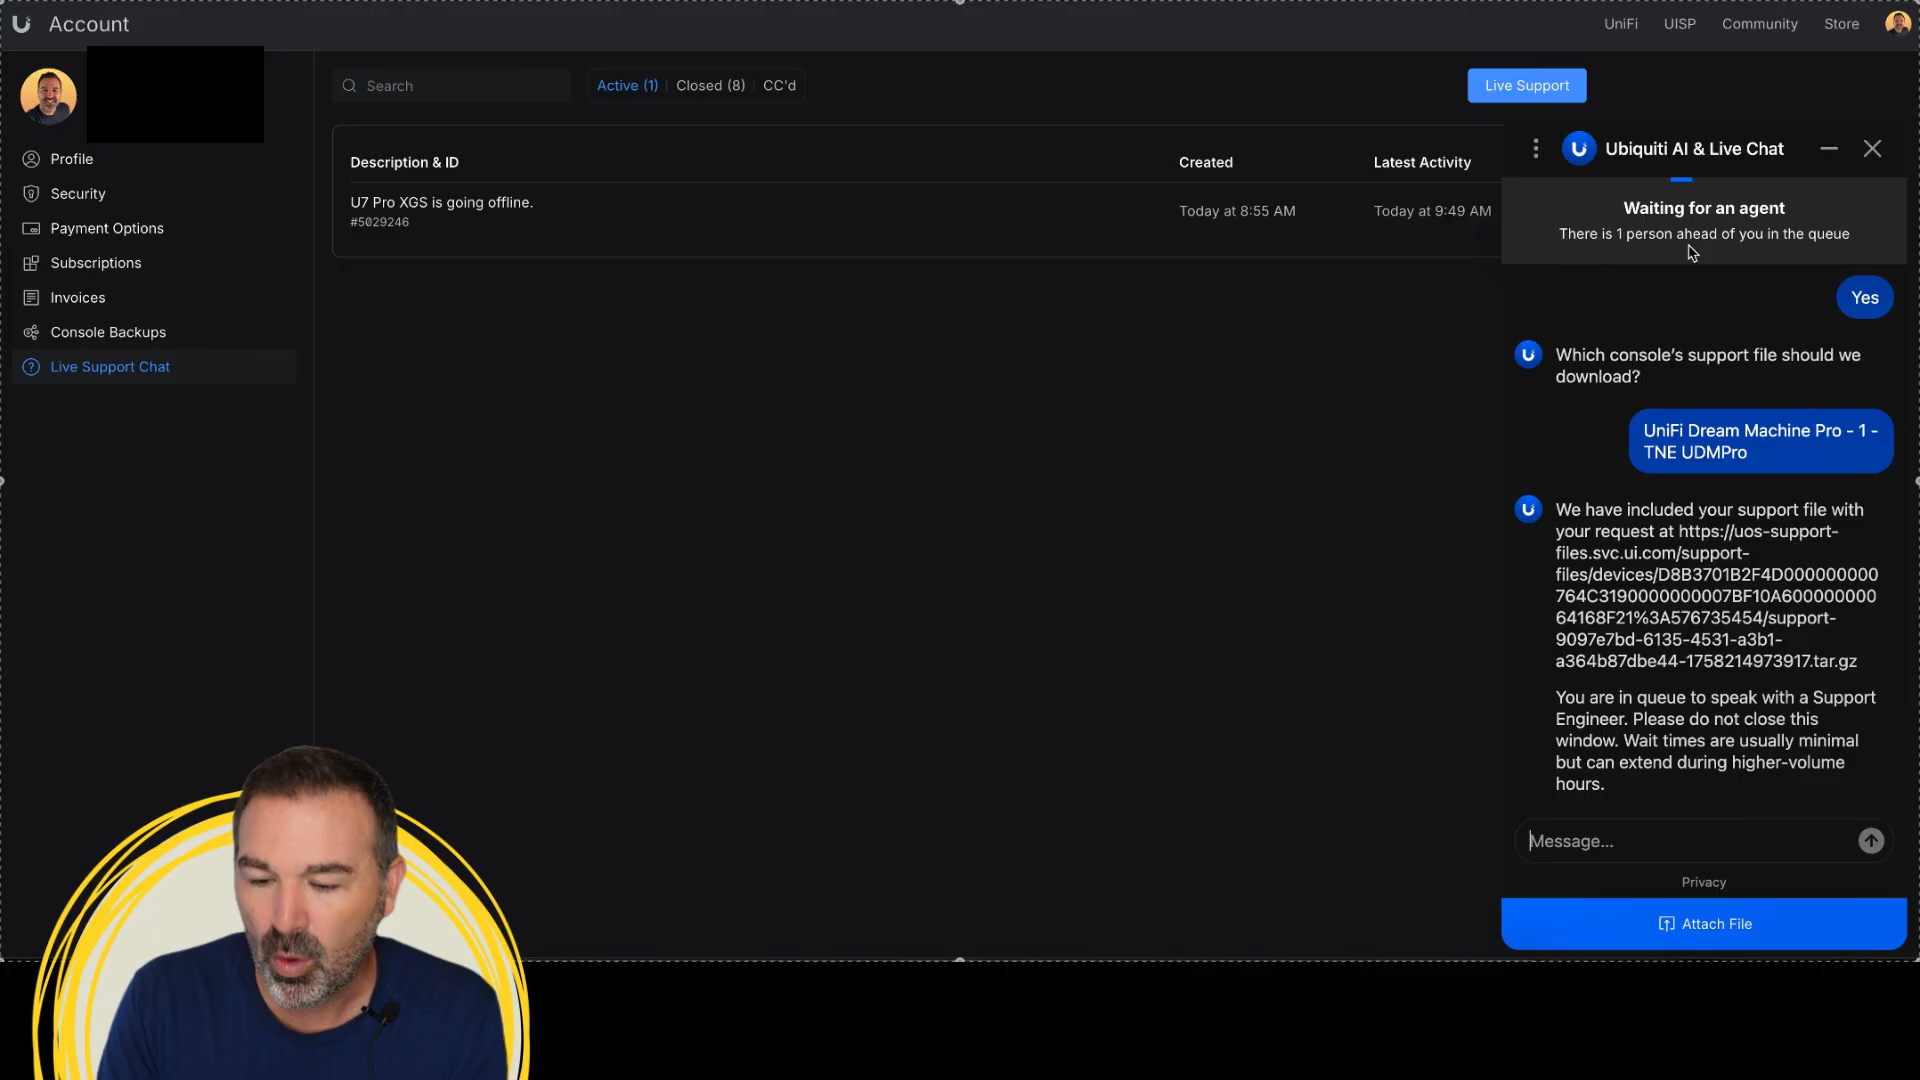 Account
UniFi
UISP
Community
Store
Profile
Security
Payment Options
Subscriptions
Invoices
Console Backups
Live Support Chat
Search
Active (1)
Closed (8)
CC'd
Live Support
Description & ID
Created
Latest Activity
U7 Pro XGS is going offline.
#5029246
Today at 8:55 AM
Today at 9:49 AM
Ubiquiti AI & Live Chat
Waiting for an agent
There is 1 person ahead of you in the queue
Yes
Which console's support file should we
download?
UniFi Dream Machine Pro - 1 -
TNE UDMPro
We have included your support file with
your request at https://uos-support-
files.svc.ui.com/support-
files/devices/D8B3701B2F4D000000000
764C3190000000007BF10A600000000
64168F21%3A576735454/support-
9097e7bd-6135-4531-a3b1-
a364b87dbe44-1758214973917.tar.gz
You are in queue to speak with a Support
Engineer. Please do not close this
window. Wait times are usually minimal
but can extend during higher-volume
hours.
Message...
Privacy
Attach File